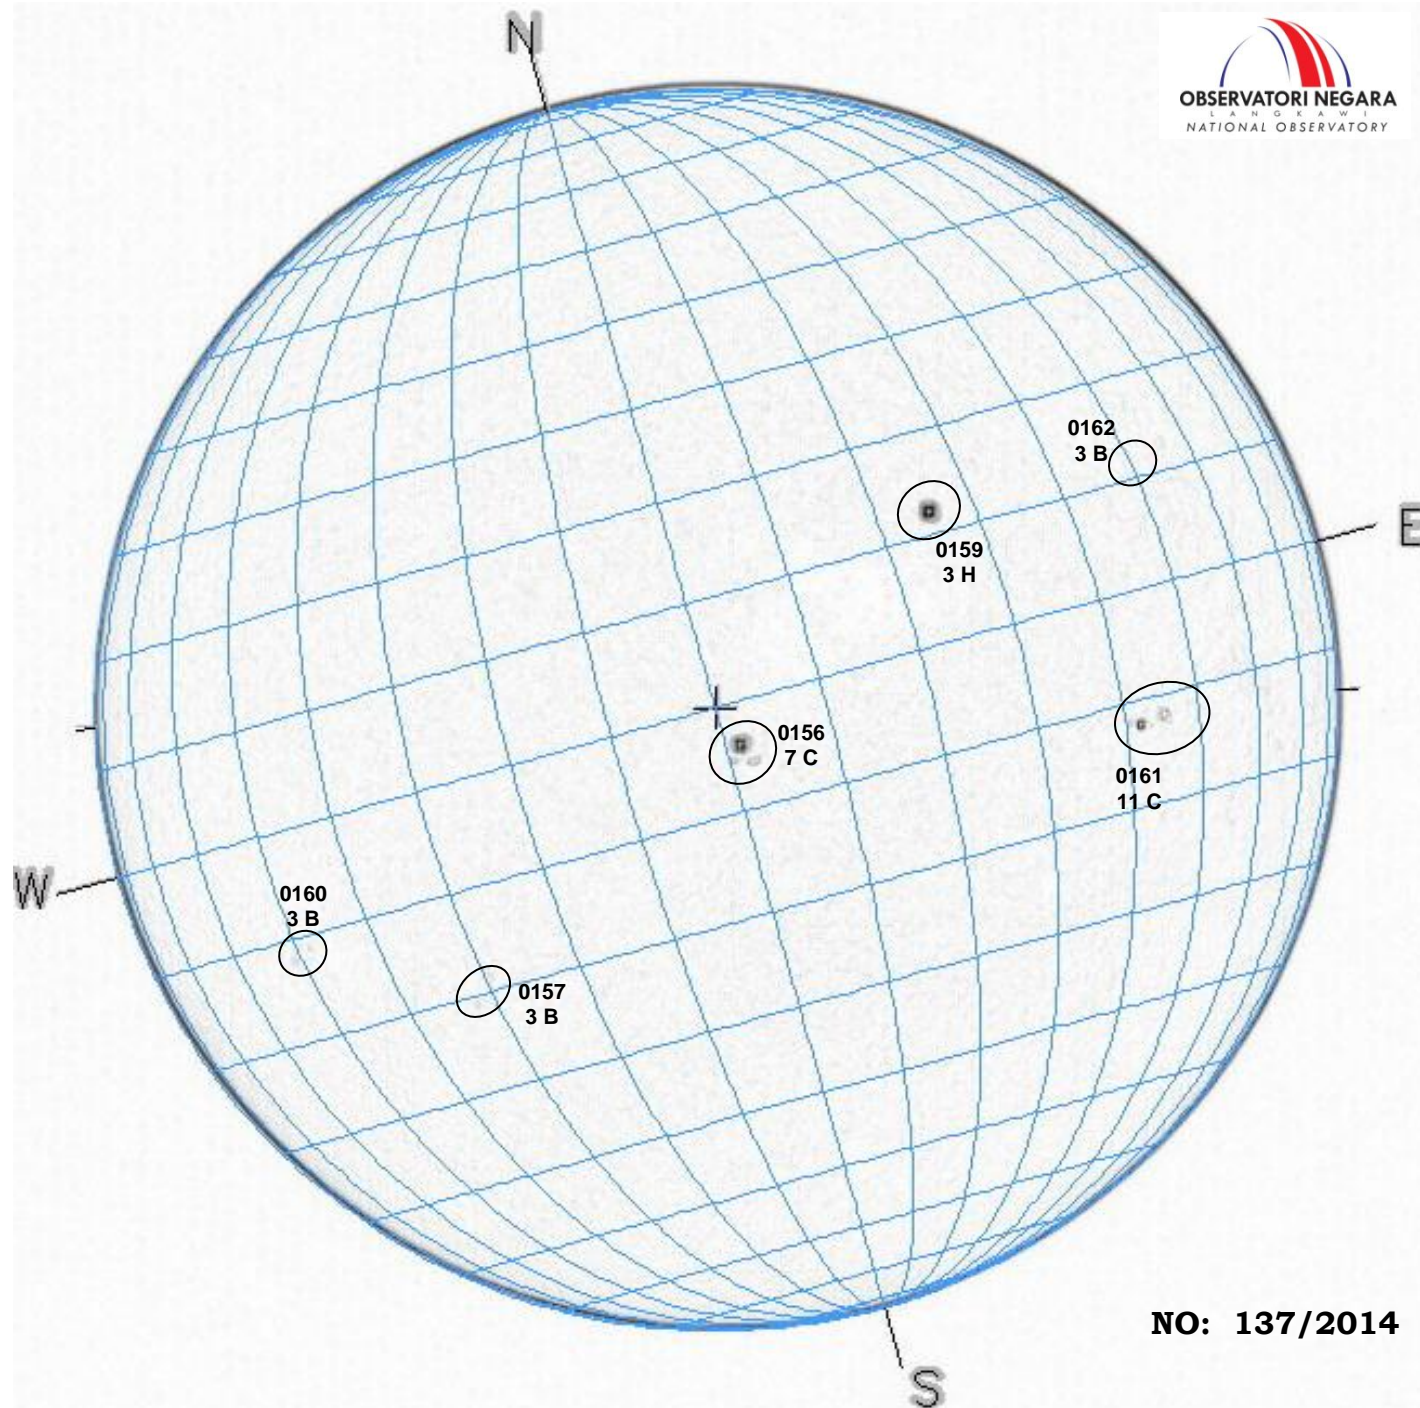 N
OBSERVATORI NEGARA
LANGKAWI
NATIONAL OBSERVATORY
0162
3 B
E
0159
3 H
0156
7 C
0161
11 C
W
0160
3 B
0157
3 B
NO: 137/2014
S